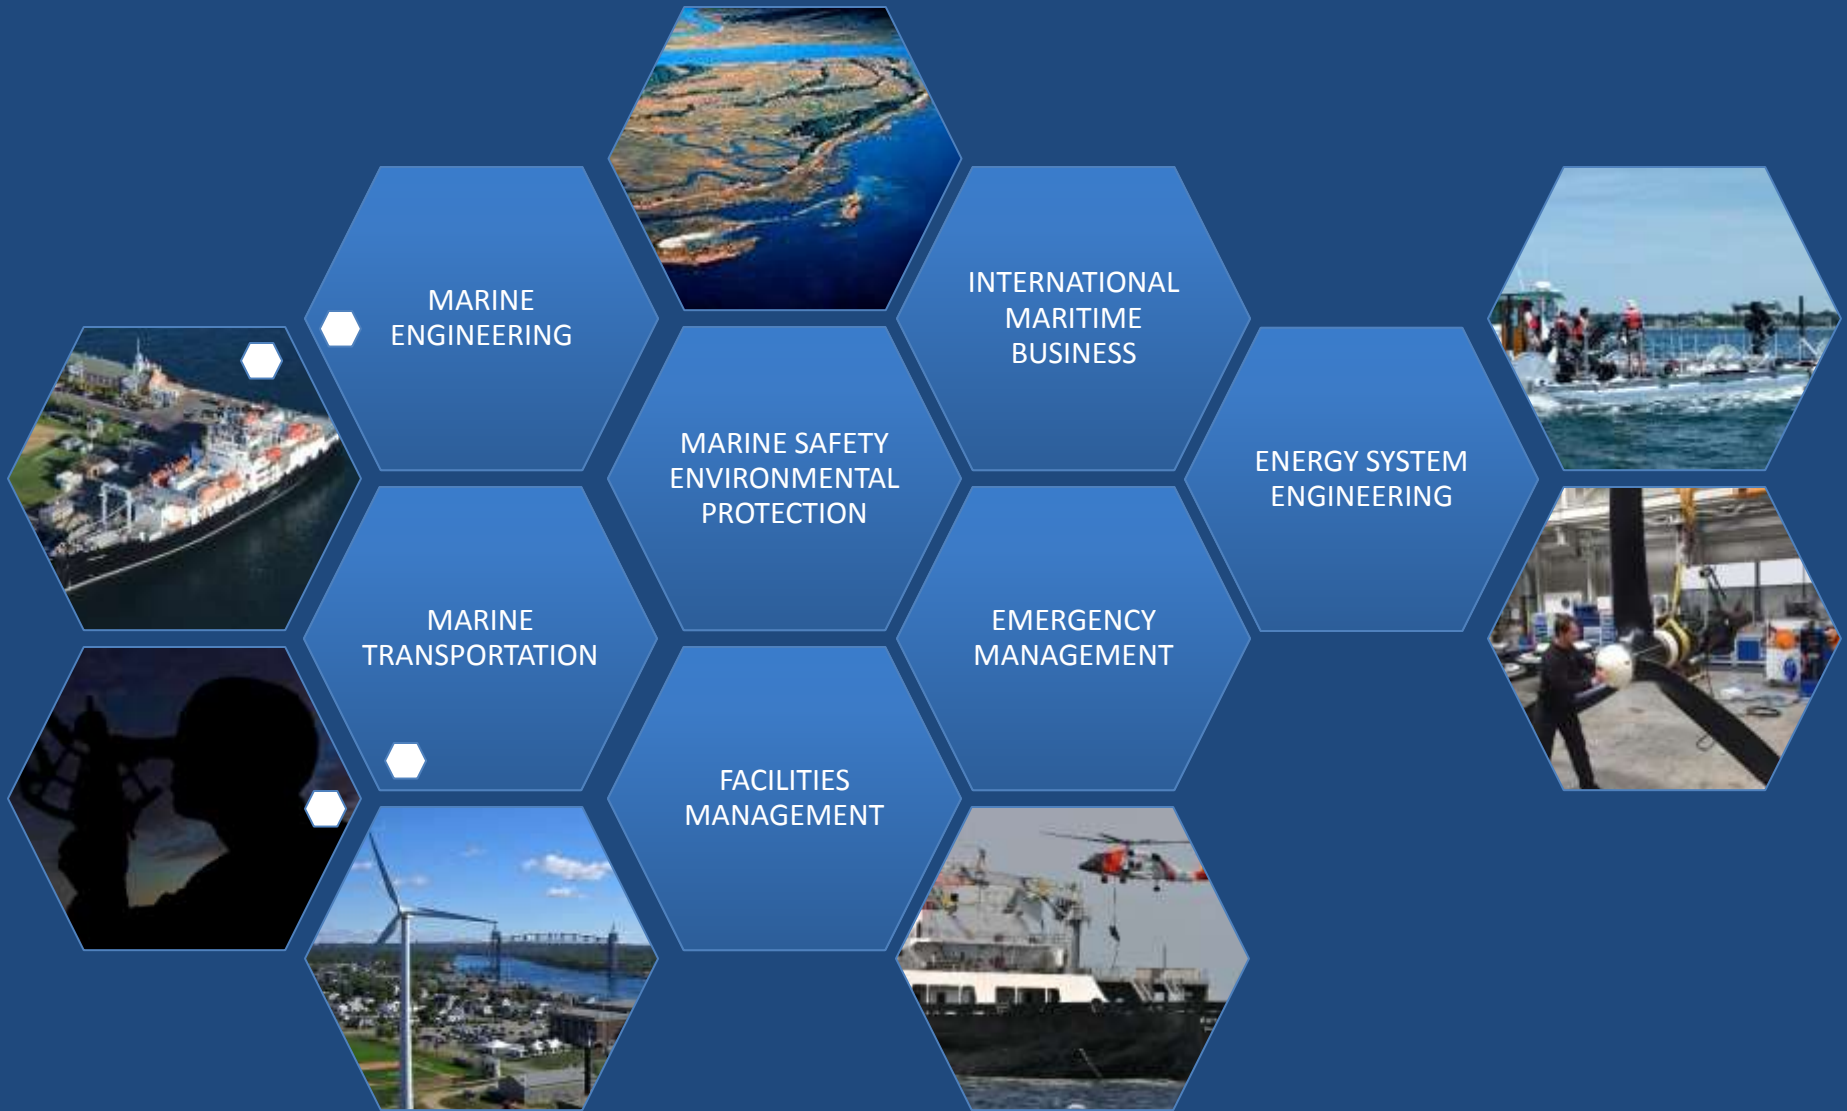 MARINE
ENGINEERING
INTERNATIONAL
MARITIME
BUSINESS
MARINE SAFETY
ENVIRONMENTAL
PROTECTION
ENERGY SYSTEM
ENGINEERING
MARINE
TRANSPORTATION
EMERGENCY
MANAGEMENT
FACILITIES
MANAGEMENT